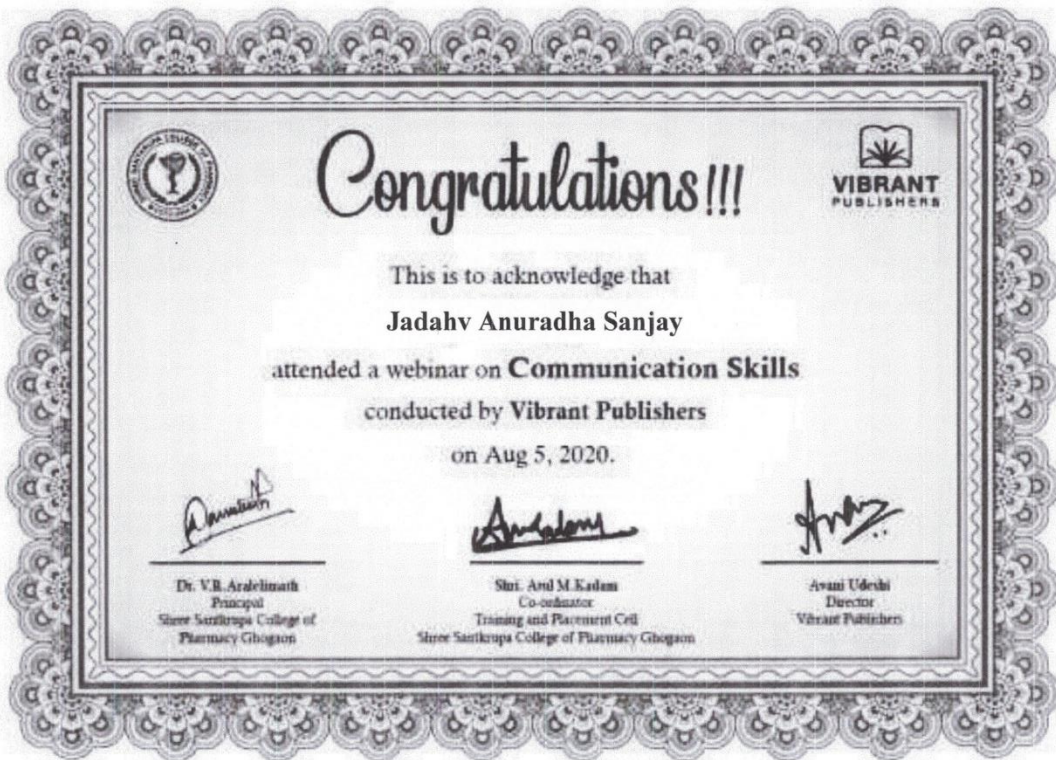 Congratulations!!!
VIBRANT
PUBLISHERS
This is to acknowledge that
Jadahv Anuradha Sanjay
attended a webinar on Communication Skills
conducted by Vibrant Publishers
on Aug 5, 2020.
Dr. V.R. Aralelimath
Principal
Shree Santkrupa College of
Pharmacy Ghogaon
Shri. Amol M. Kadam
Co-ordinator
Training and Placement Cell
Shree Santkrupa College of Pharmacy Ghogaon
Avani Udeshi
Director
Vibrant Publishers